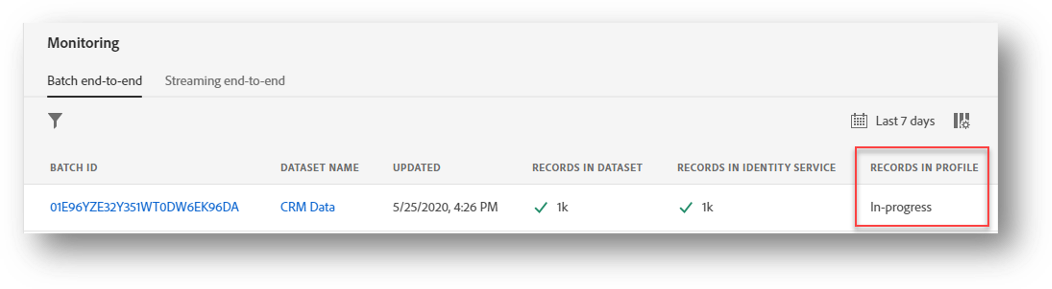 Monitoring
Batch end-to-end Streaming end-to-end
Last 7 days
BATCH ID DATASET NAME UPDATED RECORDS IN DATASET RECORDS IN IDENTITY SERVICE RECORDS IN PROFILE
01E96YZE32Y351WT0DW6EK96DA CRM Data 5/25/2020, 4:26 PM 1k 1k In-progress